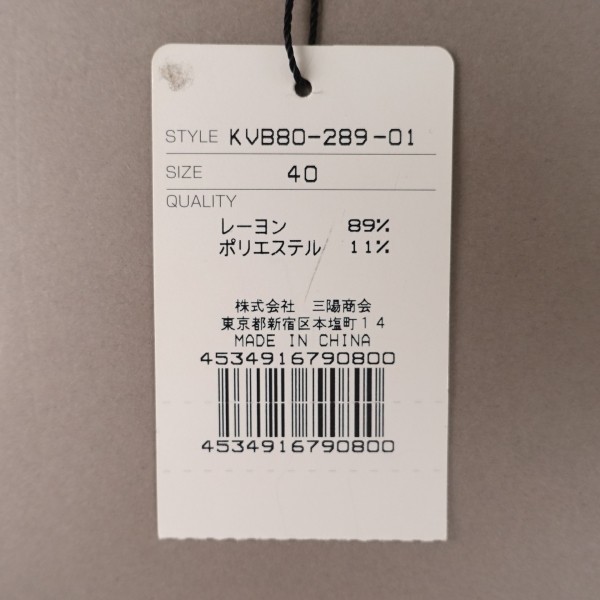 STYLE KVB80-289-01
SIZE 40
QUALITY
レーヨン 89%
ポリエステル 11%
株式会社 三陽商会
東京都新宿区本塩町14
MADE IN CHINA
4534916790800
4534916790800